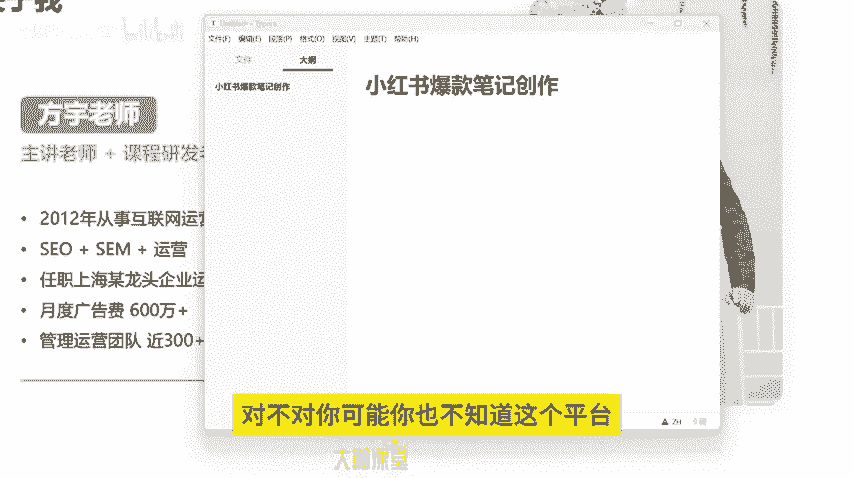 于我
bilibili
方宇老师
主讲老师 + 课程研发
• 2012年从事互联网运
• SEO + SEM + 运营
• 任职上海某龙头企业运
• 月度广告费 600万+
• 管理运营团队 近300+
文件(F) 编辑(E) 段落(P) 格式(O) 视图(V) 主题(T) 帮助(H)
文件 大纲
小红书爆款笔记创作
小红书爆款笔记创作
ZH
对不对你可能你也不知道这个平台
课堂